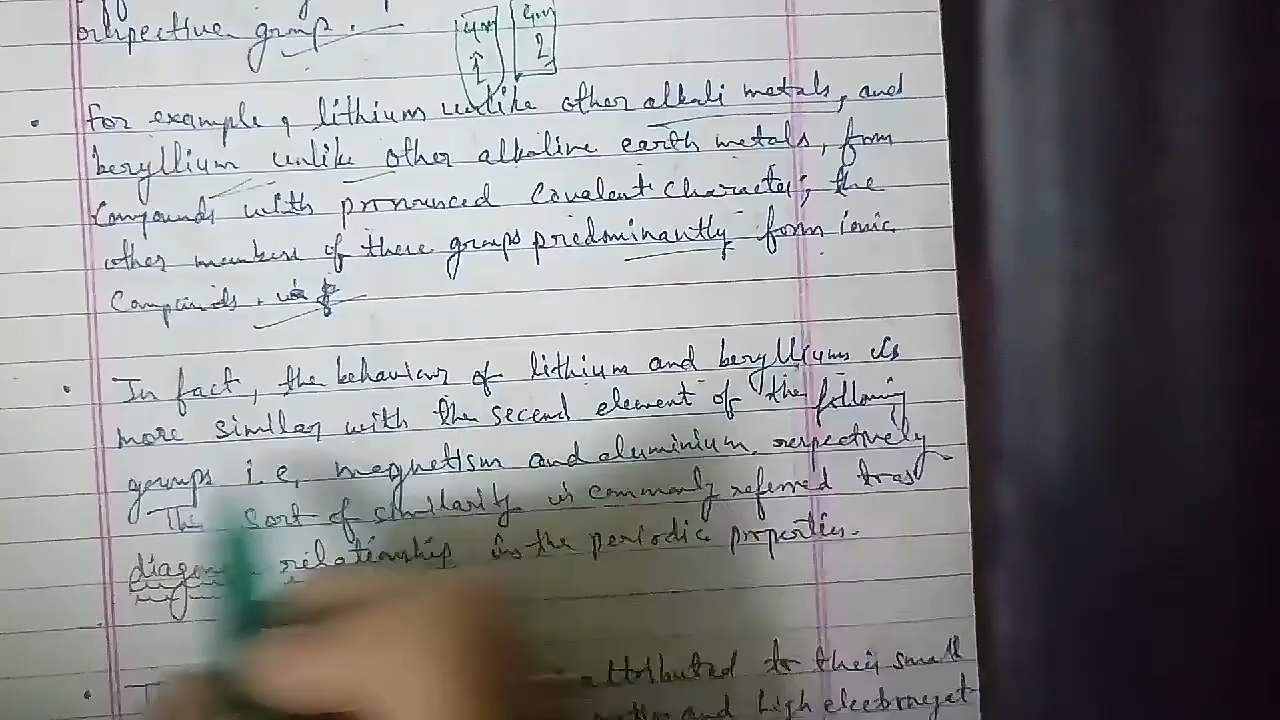 respective group.
Gr 1
Gr 2
For example, lithium unlike other alkali metals, and
beryllium unlike other alkaline earth metals, form
Compounds with pronounced Covalent Character; the
other members of these groups predominantly form ionic
Compounds.
In fact, the behaviour of lithium and beryllium is
more similar with the second element of the following
groups i.e, magnetism and aluminium respectively
This sort of similarity is commonly referred to as
diagonal relationship in the periodic properties.
attributed to their small
and high electronegat